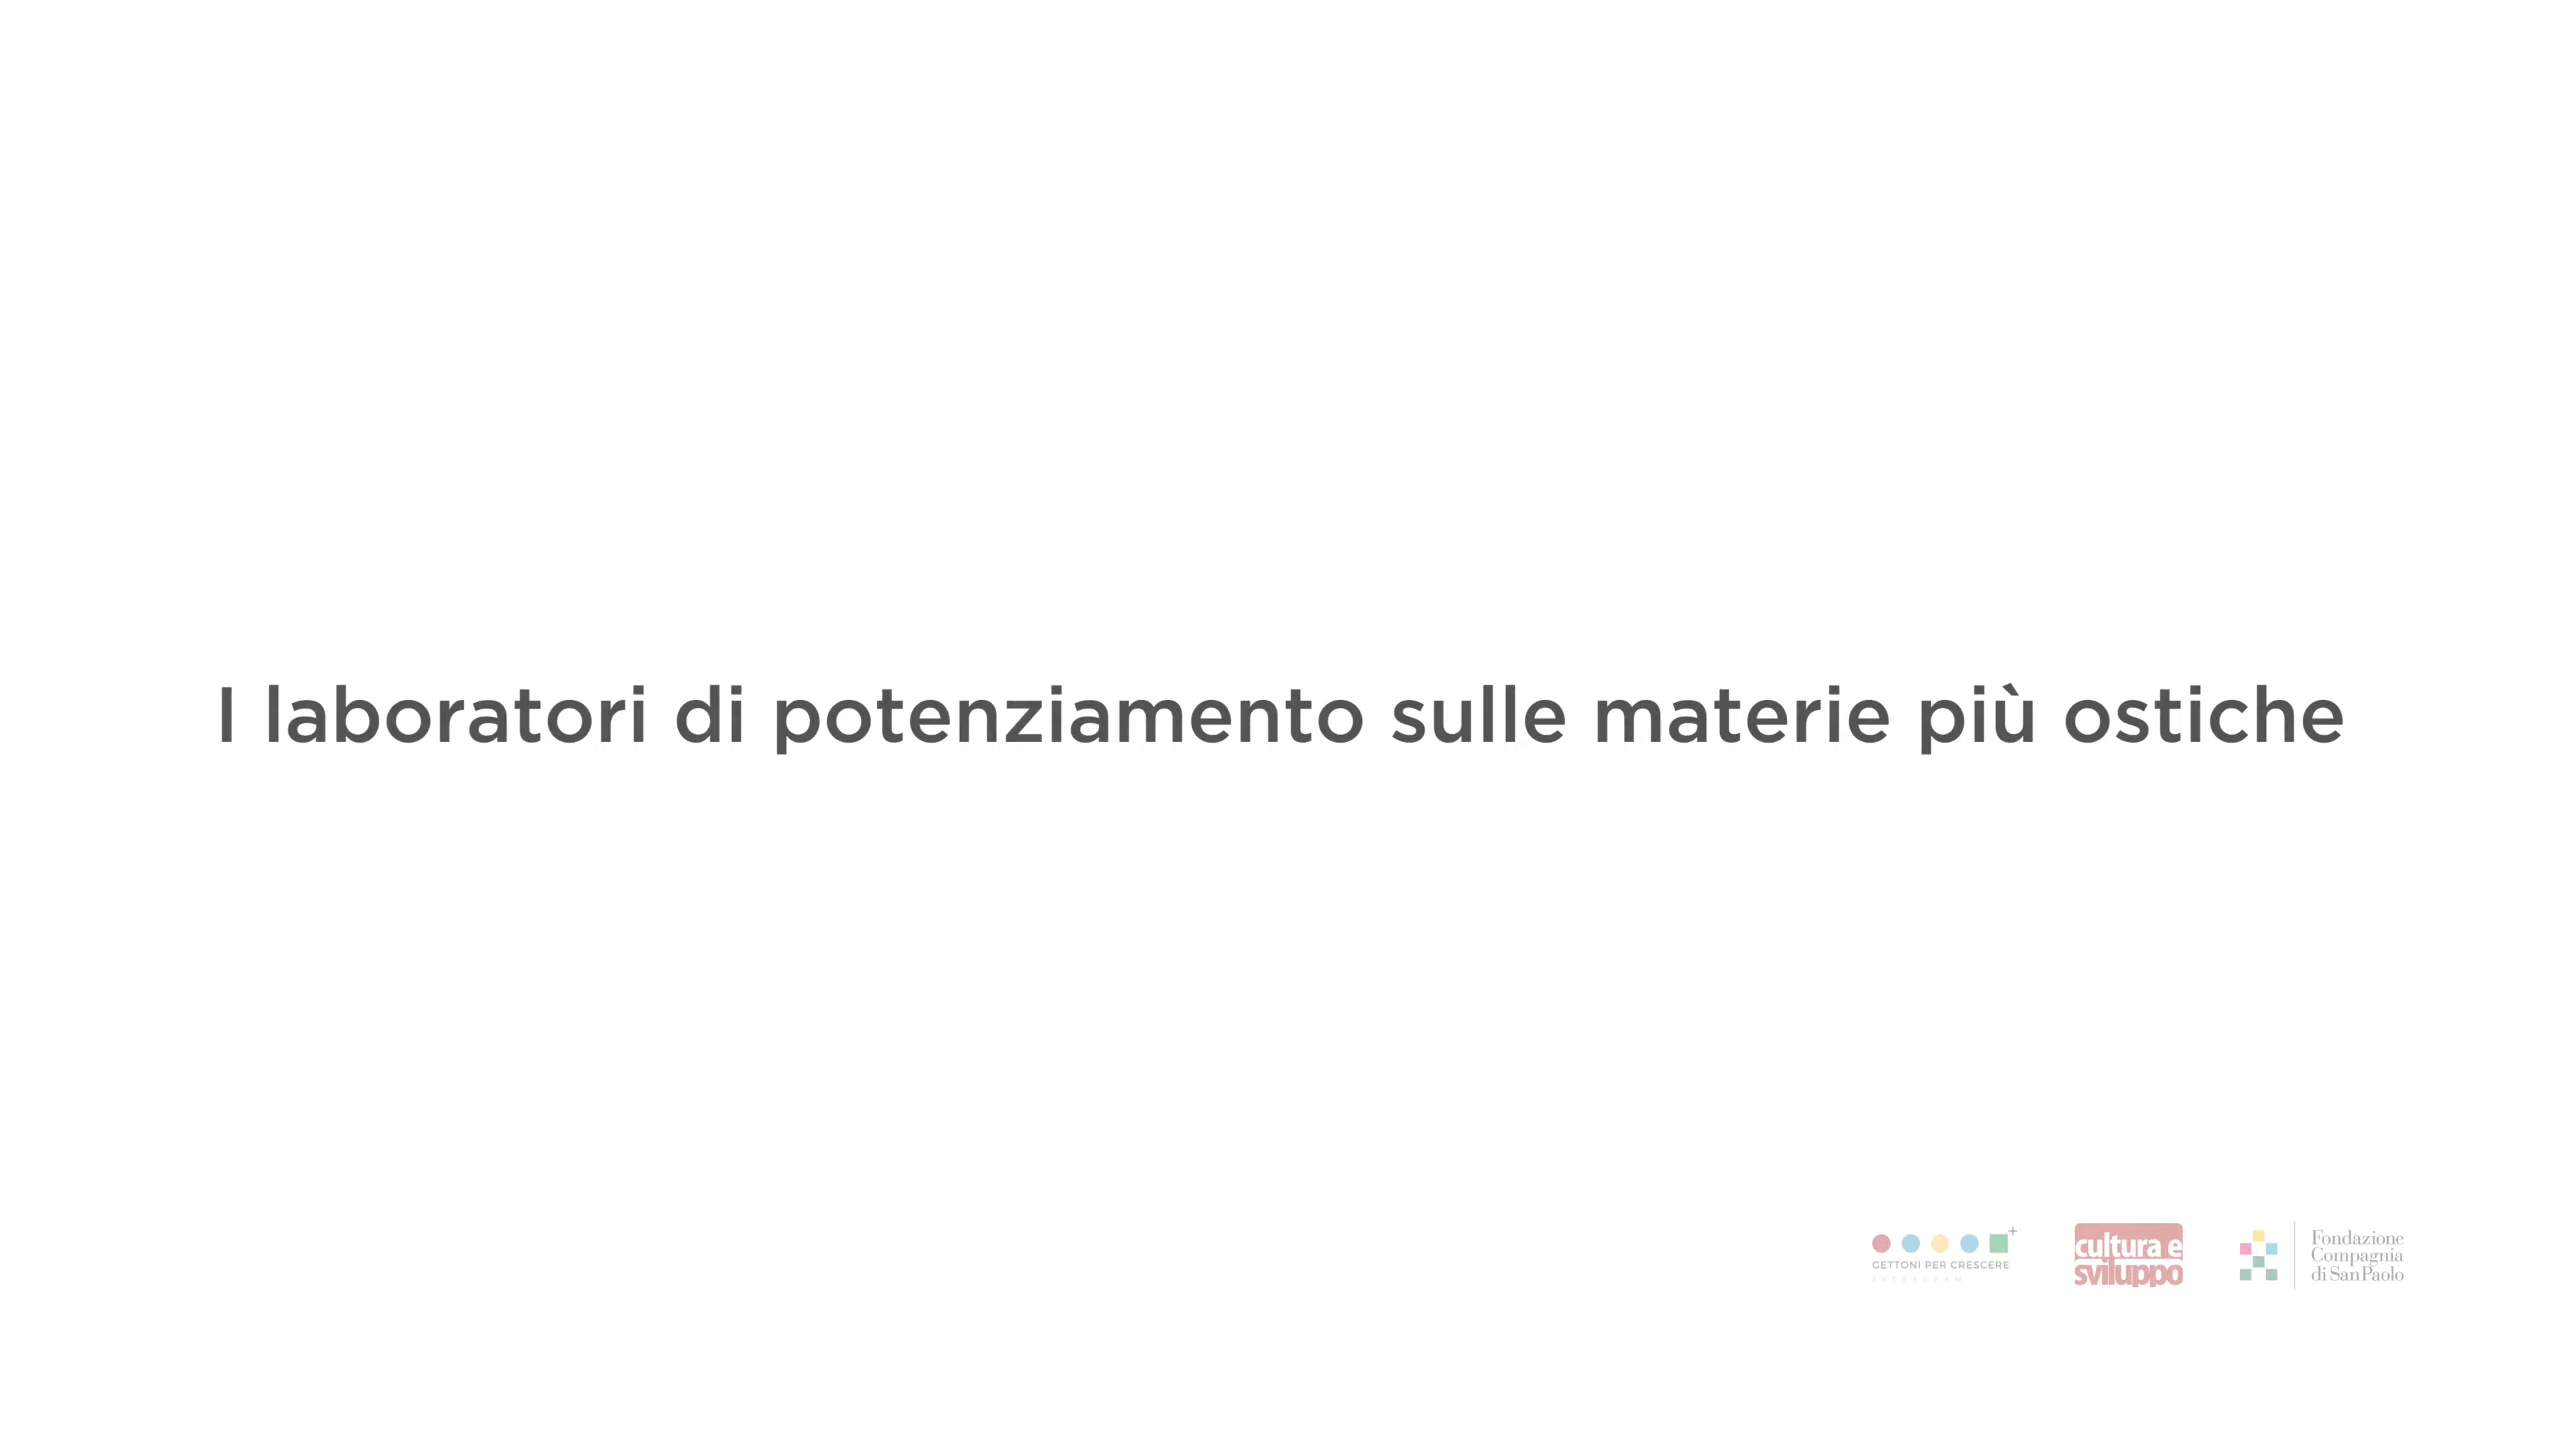 I laboratori di potenziamento sulle materie più ostiche
GETTONI PER CRESCERE
cultura e
sviluppo
Fondazione
Compagnia
di San Paolo